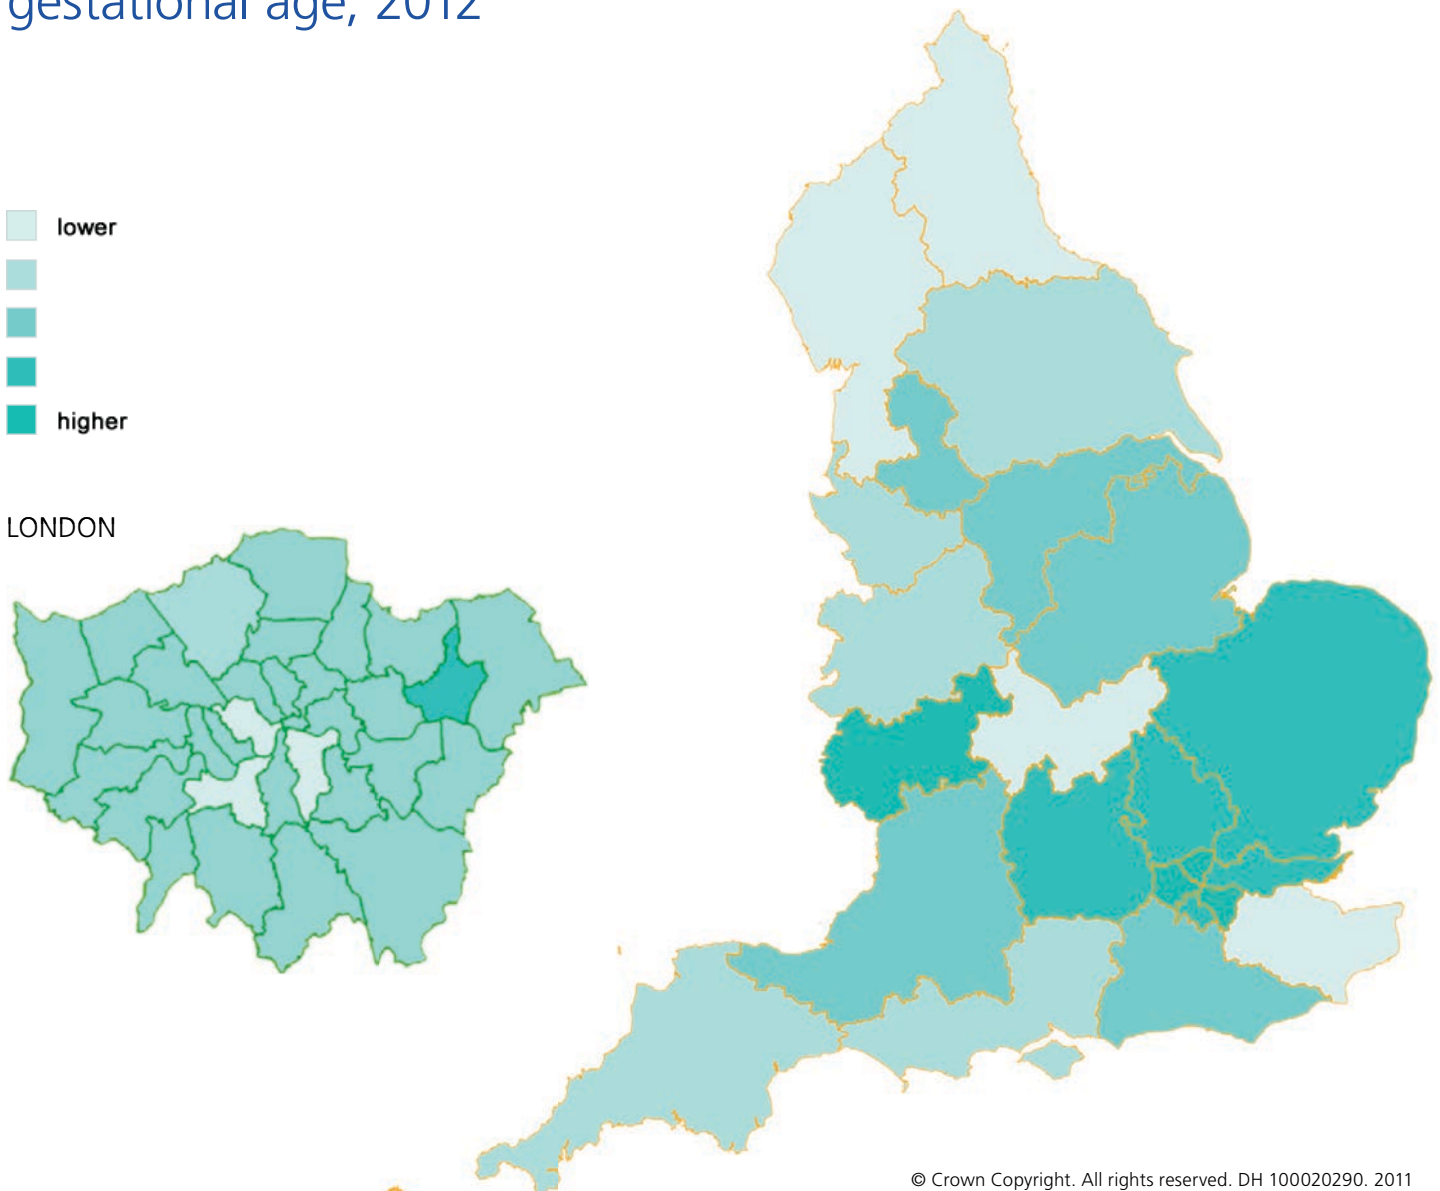 gestational age, 2012
lower
higher
LONDON
© Crown Copyright. All rights reserved. DH 100020290. 2011